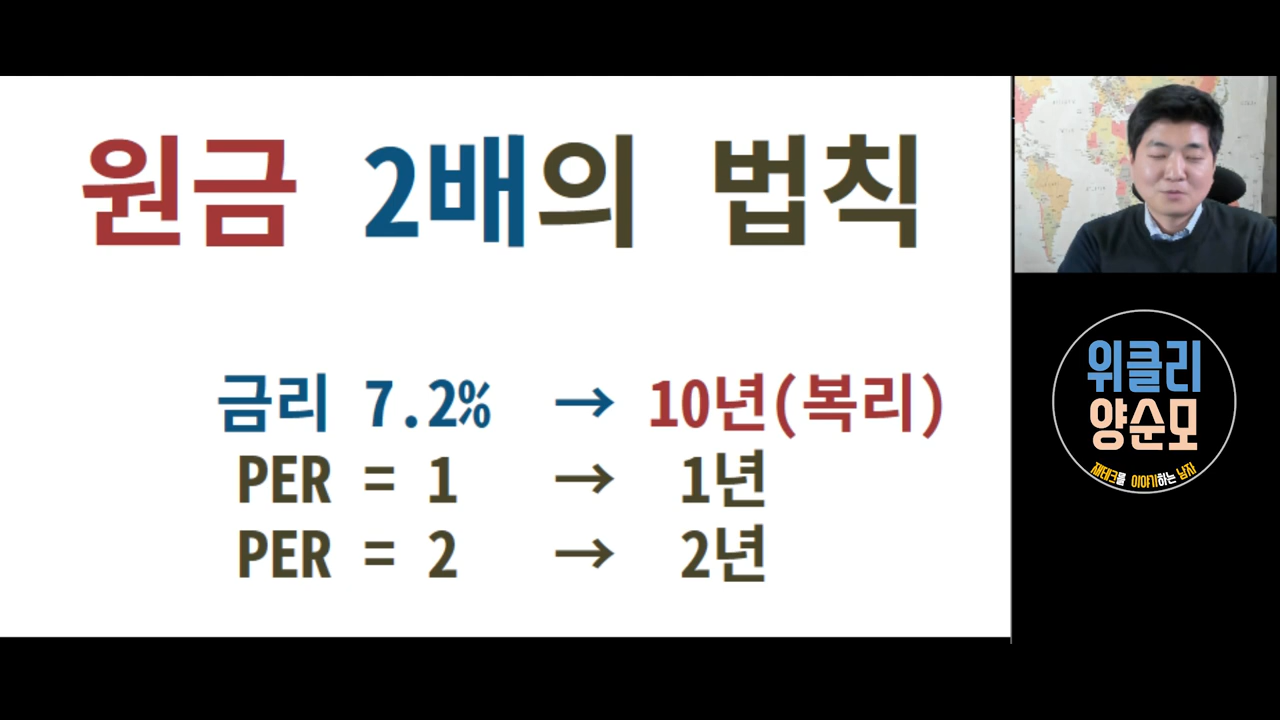 원금 2배의 법칙
금리 7.2% → 10년(복리)
PER = 1 → 1년
PER = 2 → 2년
위클리
양순모
재테크를 이야기하는 남자